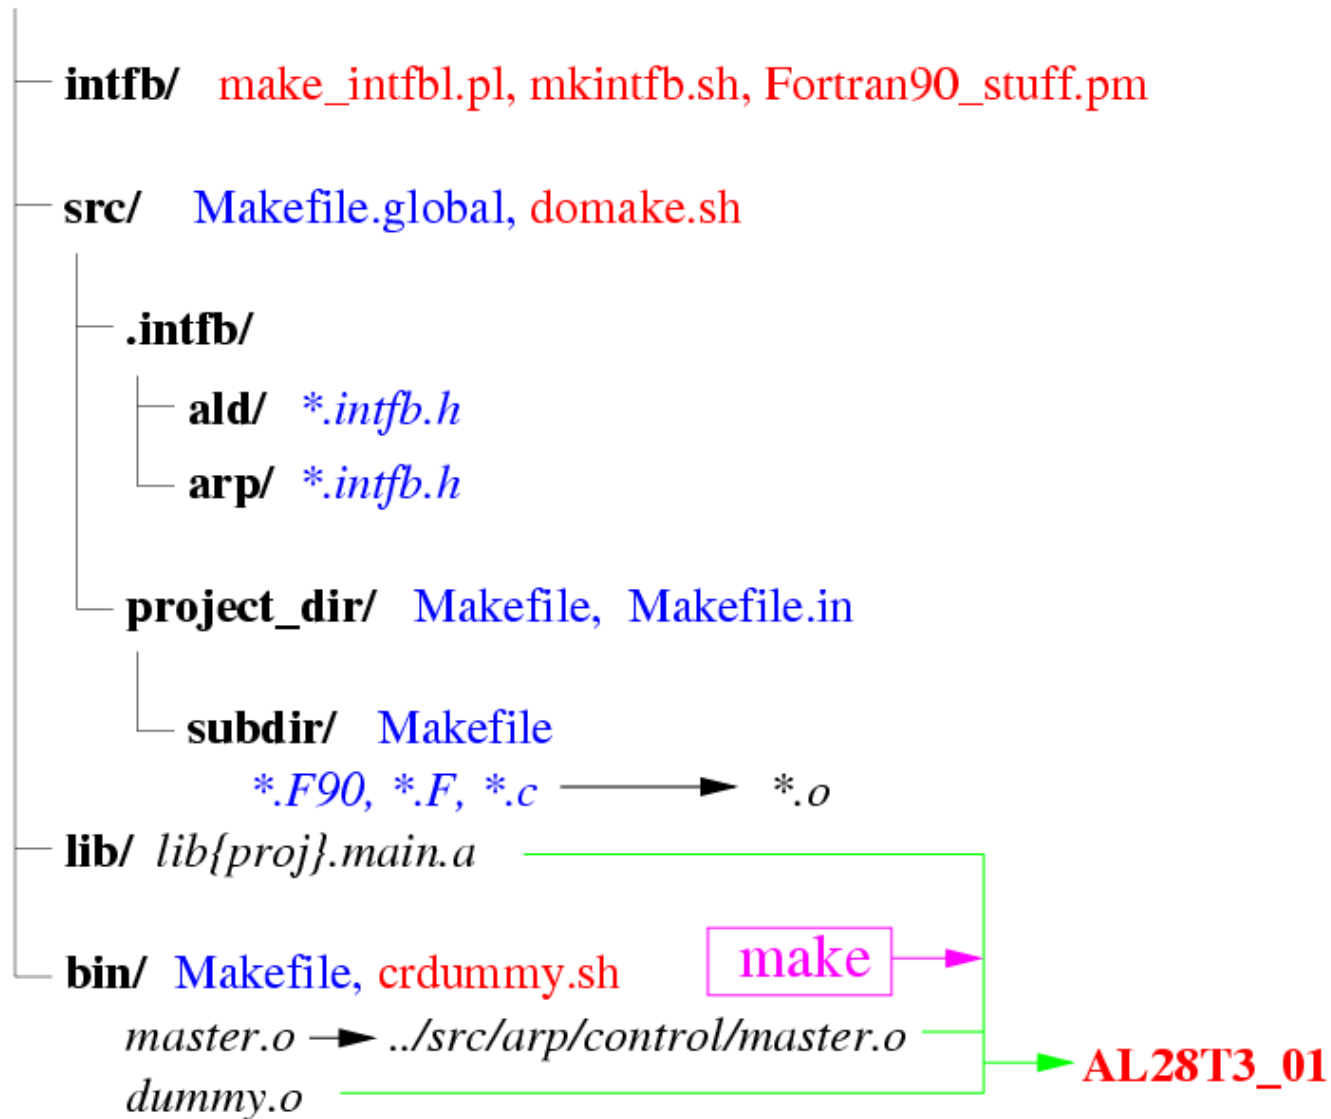 intfb/ make_intfbl.pl, mkintfb.sh, Fortran90_stuff.pm
src/ Makefile.global, domake.sh
.intfb/
ald/ *.intfb.h
arp/ *.intfb.h
project_dir/ Makefile, Makefile.in
subdir/ Makefile
*.F90, *.F, *.c *.o
lib/ lib{proj}.main.a
make
bin/ Makefile, crdummy.sh
master.o ../src/arp/control/master.o
AL28T3_01
dummy.o